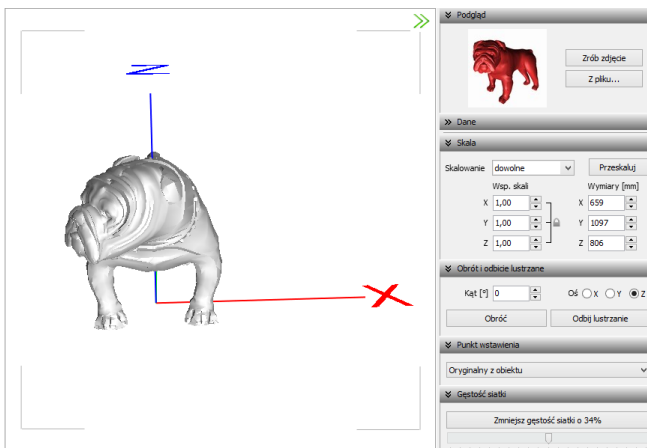 Z
X
Podgląd
Zrób zdjęcie
Z pliku...
Dane
Skala
Skalowanie dowolne Przeskaluj
Wsp. skali Wymiary [mm]
X 1,00 X 659
Y 1,00 Y 1097
Z 1,00 Z 806
Obrót i odbicie lustrzane
Kąt [°] 0 Oś X Y Z
Obróć Odbij lustrzanie
Punkt wstawienia
Oryginalny z obiektu
Gęstość siatki
Zmniejsz gęstość siatki o 34%